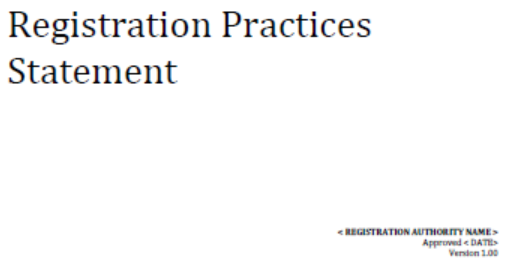 Registration Practices
Statement
< REGISTRATION AUTHORITY NAME >
Approved < DATE>
Version 1.00